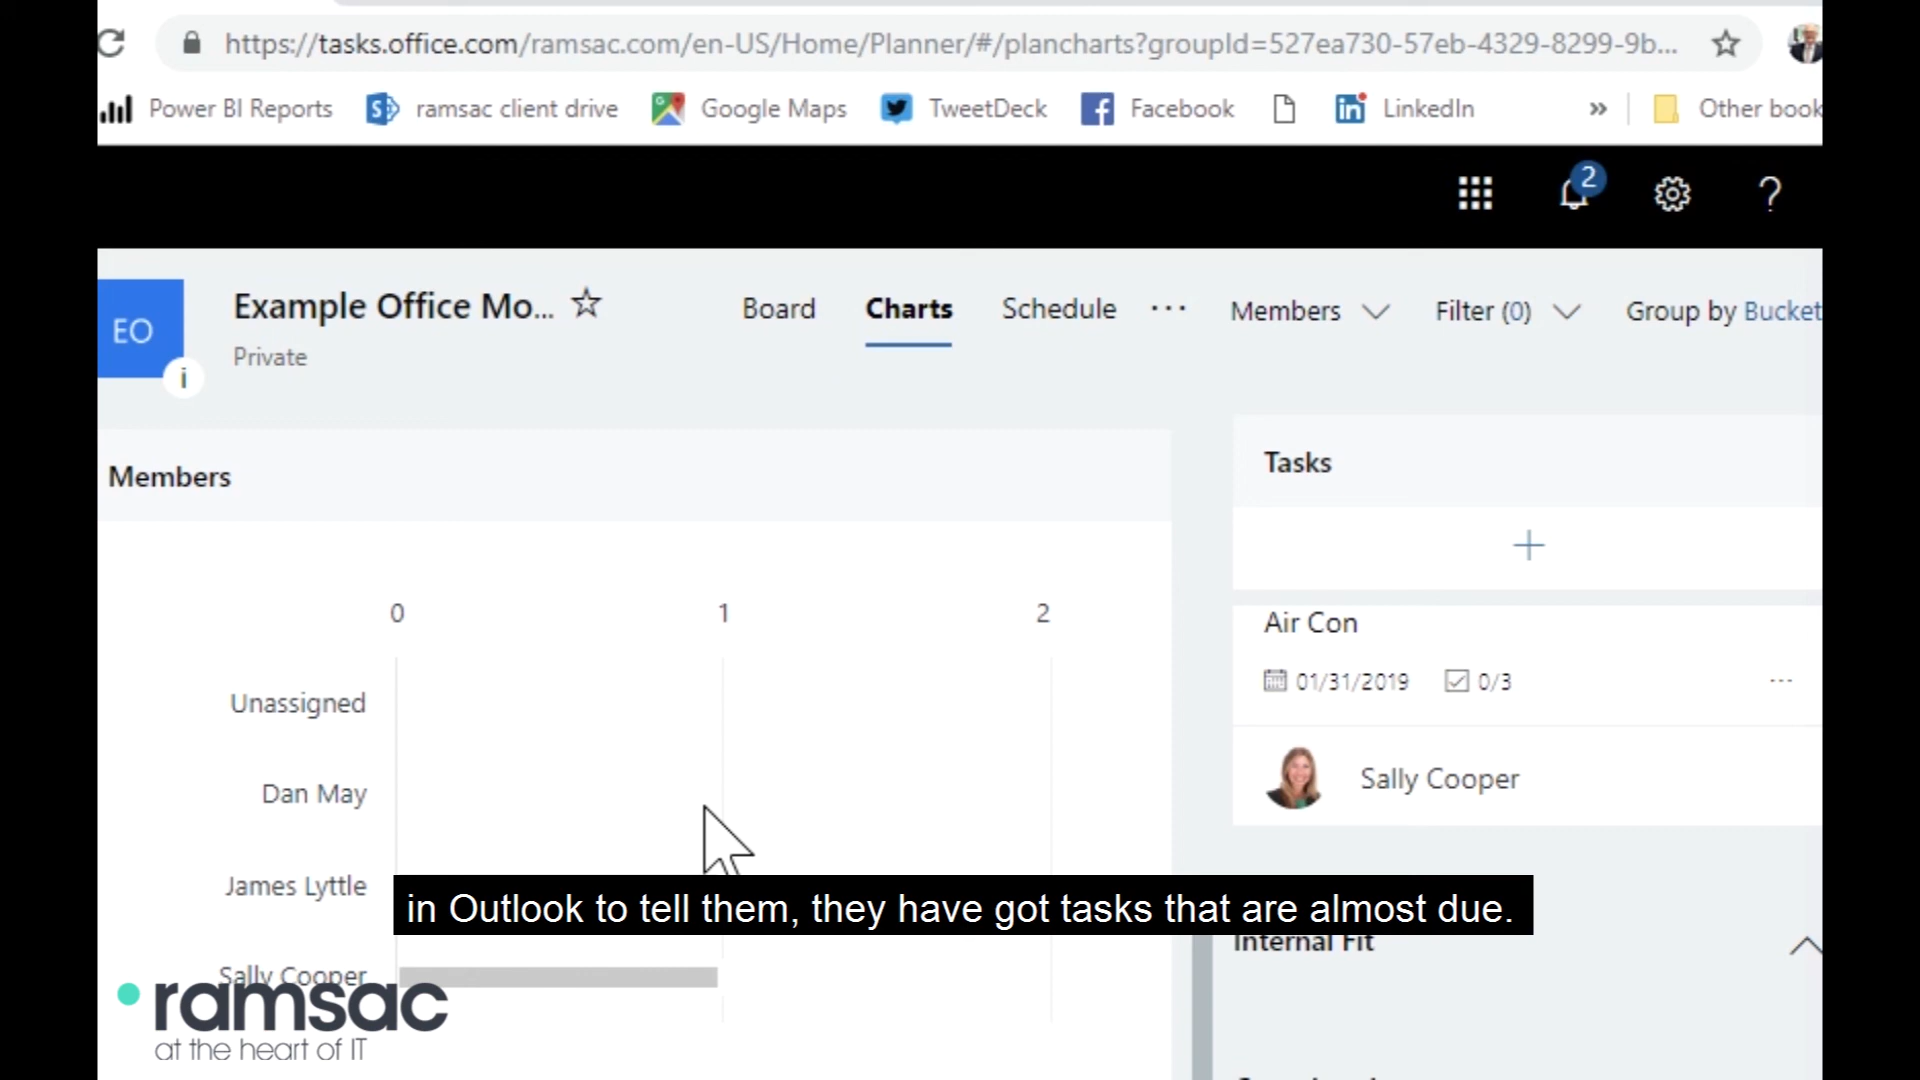 https://tasks.office.com/ramsac.com/en-US/Home/Planner/#/plancharts?groupId=527ea730-57eb-4329-8299-9b...
Power BI Reports
ramsac client drive
Google Maps
TweetDeck
Facebook
LinkedIn
»
Other book
2
?
EO
i
Example Office Mo...
Private
Board
Charts
Schedule
...
Members
Filter (0)
Group by Bucket
Members
Tasks
+
0
1
2
Unassigned
Dan May
James Lyttle
Sally Cooper
Air Con
01/31/2019
0/3
...
Sally Cooper
in Outlook to tell them, they have got tasks that are almost due.
Internal Fit
ramsac
at the heart of IT